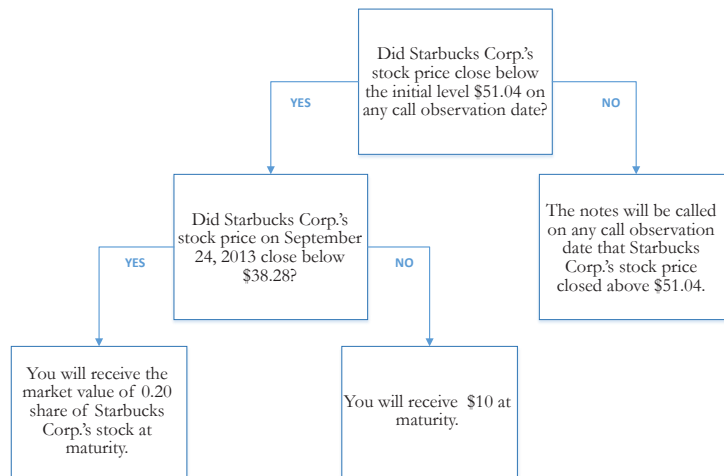 Did Starbucks Corp.'s
stock price close below
the initial level $51.04 on
any call observation date?
YES
NO
Did Starbucks Corp.'s
stock price on September
24, 2013 close below
$38.28?
The notes will be called
on any call observation
date that Starbucks
Corp.'s stock price
closed above $51.04.
YES
NO
You will receive the
market value of 0.20
share of Starbucks
Corp.'s stock at
maturity.
You will receive $10 at
maturity.